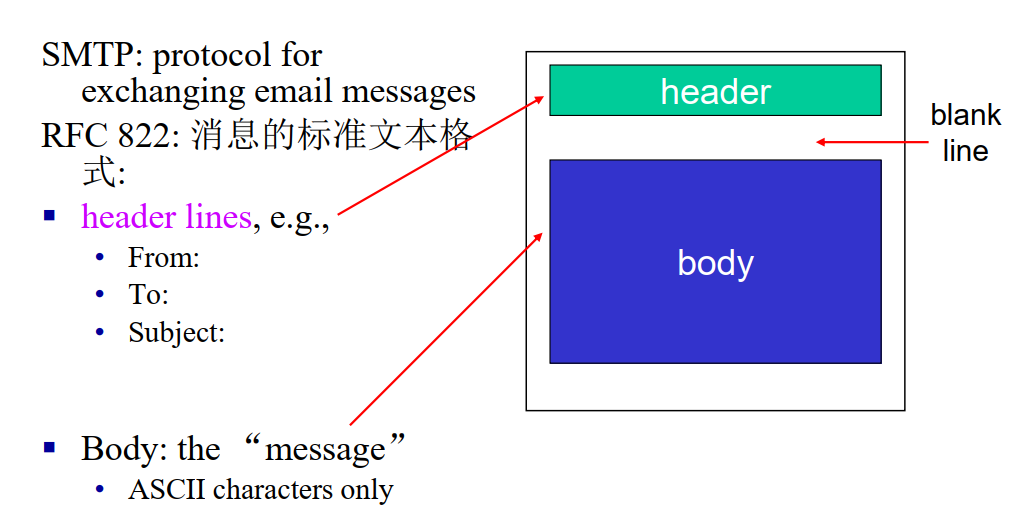 SMTP: protocol for
exchanging email messages
RFC 822: 消息的标准文本格
式:
▪ header lines, e.g.,
• From:
• To:
• Subject:
▪ Body: the “message”
• ASCII characters only
header
blank
line
body